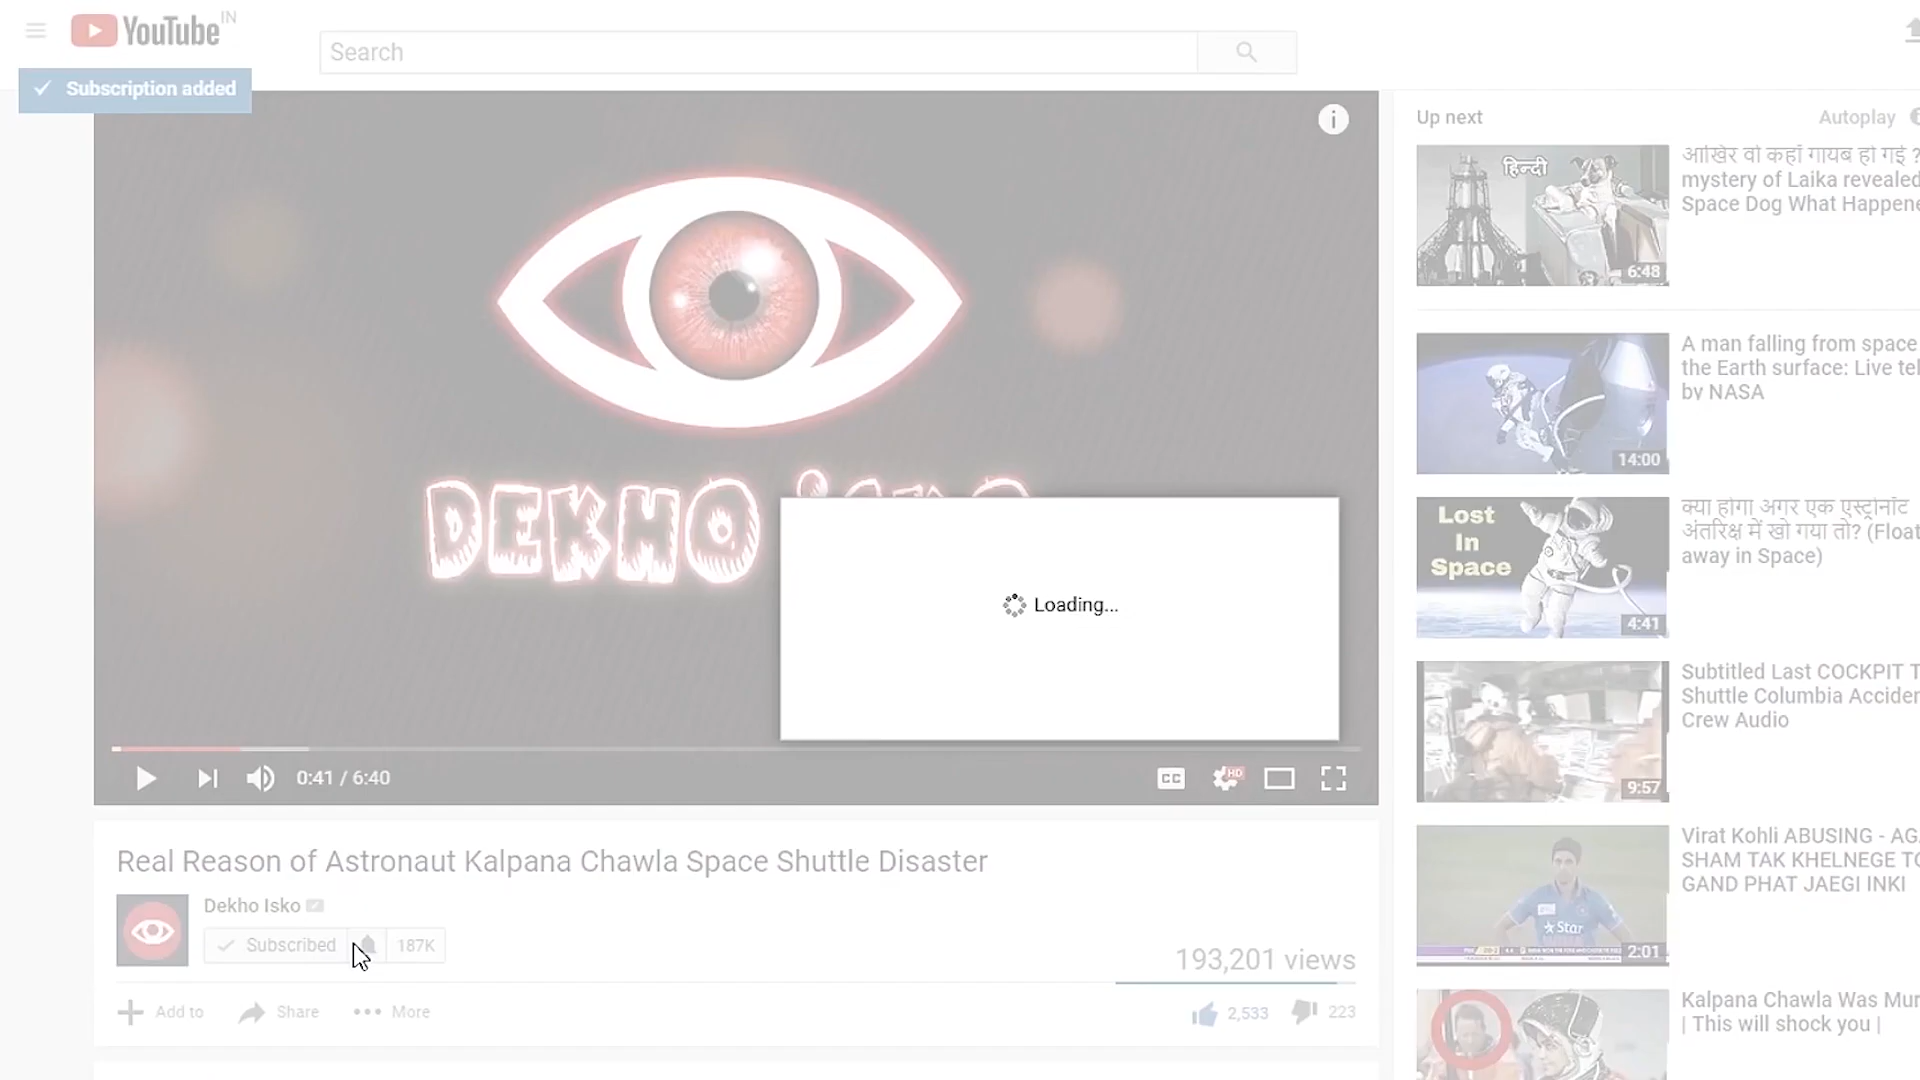 YouTube IN
Search
Subscription added
Up next
Autoplay
DEKHO
Loading...
0:41 / 6:40
CC
HD
Real Reason of Astronaut Kalpana Chawla Space Shuttle Disaster
Dekho Isko
Subscribed
187K
193,201 views
Add to
Share
More
2,533
223
हिन्दी
6:48
आखिर वो कहाँ गायब हो गई ?
mystery of Laika revealed
Space Dog What Happene
14:00
A man falling from space
the Earth surface: Live tel
by NASA
Lost
In
Space
4:41
क्या होगा अगर एक एस्ट्रोनॉट
अंतरिक्ष में खो गया तो? (Float
away in Space)
9:57
Subtitled Last COCKPIT T
Shuttle Columbia Acciden
Crew Audio
Star
2:01
Virat Kohli ABUSING - AG
SHAM TAK KHELNEGE TO
GAND PHAT JAEGI INKI
Kalpana Chawla Was Mur
| This will shock you |